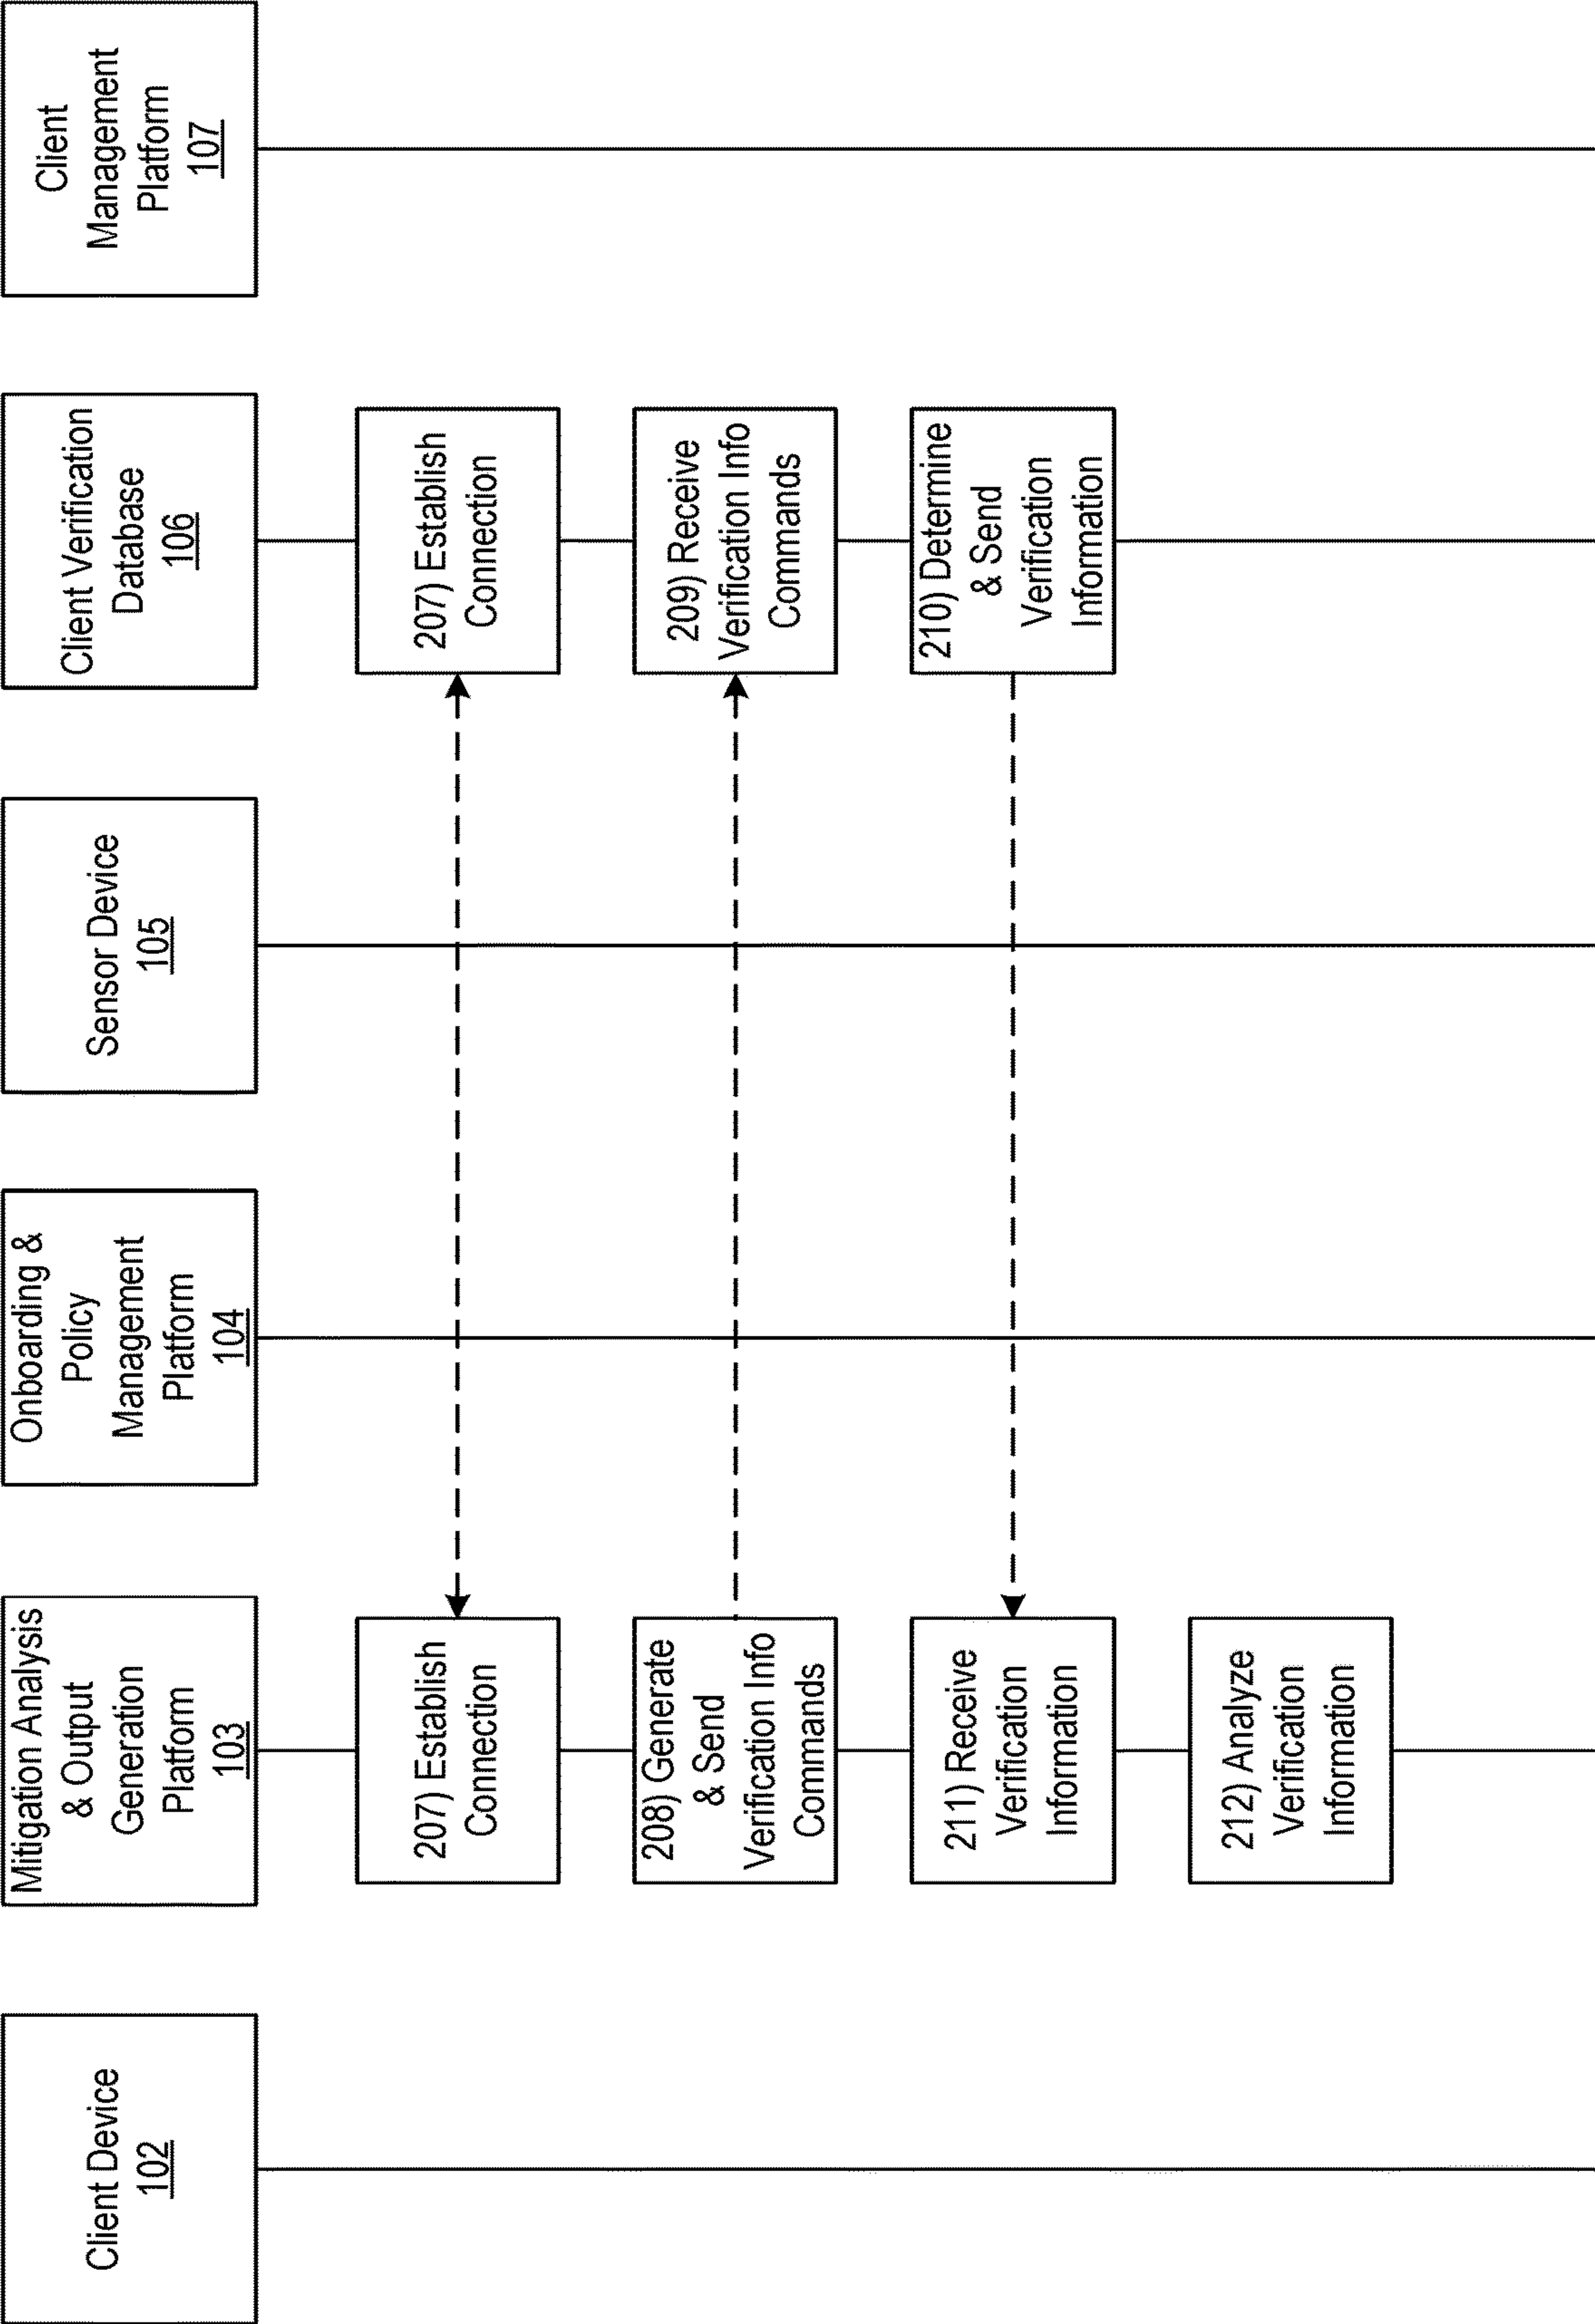 Client Device
102
Mitigation Analysis
& Output
Generation
Platform
103
Onboarding &
Policy
Management
Platform
104
Sensor Device
105
Client Verification
Database
106
Client
Management
Platform
107
207) Establish
Connection
207) Establish
Connection
208) Generate
& Send
Verification Info
Commands
209) Receive
Verification Info
Commands
211) Receive
Verification
Information
210) Determine
& Send
Verification
Information
212) Analyze
Verification
Information